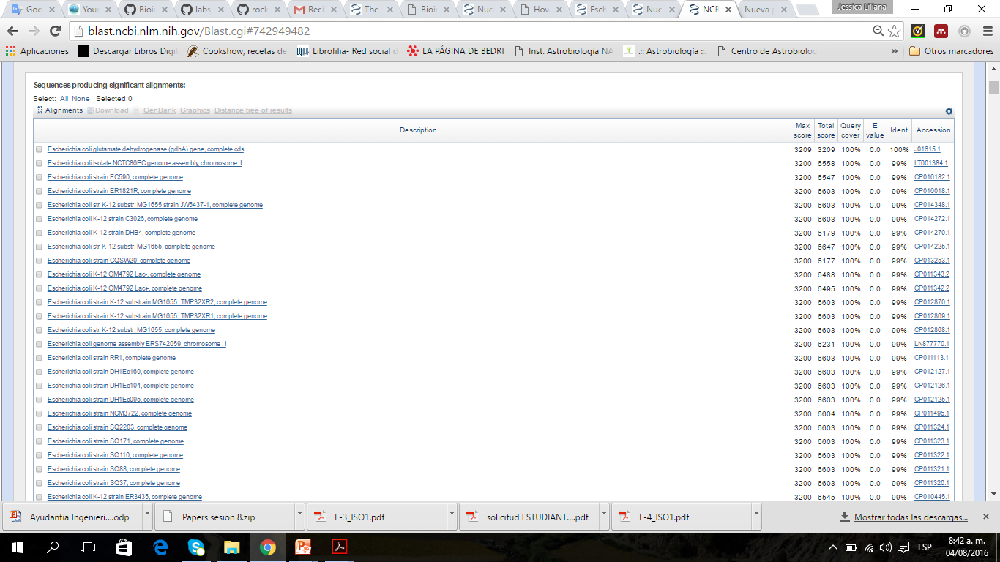 Goo
Your
Bioir
labs
rock
Reci
The
Bioin
Nuc
How
Esch
Nuc
NCE
Nueva p
Jessica Liliana
blast.ncbi.nlm.nih.gov/Blast.cgi#742949482
Aplicaciones
Descargar Libros Digit
Cookshow, recetas de
Librofilia- Red social d
LA PÁGINA DE BEDRI
Inst. Astrobiología NA
.:: Astrobiología ::.
Centro de Astrobiolog
»
Otros marcadores
Sequences producing significant alignments:
Select: All None Selected:0
Alignments Download GenBank Graphics Distance tree of results
Description Max score Total score Query cover E value Ident Accession
Escherichia coli glutamate dehydrogenase (gdhA) gene, complete cds 3209 3209 100% 0.0 100% J01615.1
Escherichia coli isolate NCTC86EC genome assembly, chromosome: I 3200 6558 100% 0.0 99% LT601384.1
Escherichia coli strain EC590, complete genome 3200 6547 100% 0.0 99% CP016182.1
Escherichia coli strain ER1821R, complete genome 3200 6603 100% 0.0 99% CP016018.1
Escherichia coli str. K-12 substr. MG1655 strain JW5437-1, complete genome 3200 6603 100% 0.0 99% CP014348.1
Escherichia coli K-12 strain C3026, complete genome 3200 6603 100% 0.0 99% CP014272.1
Escherichia coli K-12 strain DHB4, complete genome 3200 6179 100% 0.0 99% CP014270.1
Escherichia coli str. K-12 substr. MG1655, complete genome 3200 6647 100% 0.0 99% CP014225.1
Escherichia coli strain CQSW20, complete genome 3200 6177 100% 0.0 99% CP013253.1
Escherichia coli K-12 GM4792 Lac-, complete genome 3200 6488 100% 0.0 99% CP011343.2
Escherichia coli K-12 GM4792 Lac+, complete genome 3200 6495 100% 0.0 99% CP011342.2
Escherichia coli strain K-12 substrain MG1655_TMP32XR2, complete genome 3200 6603 100% 0.0 99% CP012870.1
Escherichia coli strain K-12 substrain MG1655_TMP32XR1, complete genome 3200 6603 100% 0.0 99% CP012869.1
Escherichia coli str. K-12 substr. MG1655, complete genome 3200 6603 100% 0.0 99% CP012868.1
Escherichia coli genome assembly ERS742059, chromosome : I 3200 6231 100% 0.0 99% LN877770.1
Escherichia coli strain RR1, complete genome 3200 6603 100% 0.0 99% CP011113.1
Escherichia coli strain DH1Ec169, complete genome 3200 6603 100% 0.0 99% CP012127.1
Escherichia coli strain DH1Ec104, complete genome 3200 6603 100% 0.0 99% CP012126.1
Escherichia coli strain DH1Ec095, complete genome 3200 6603 100% 0.0 99% CP012125.1
Escherichia coli strain NCM3722, complete genome 3200 6604 100% 0.0 99% CP011495.1
Escherichia coli strain SQ2203, complete genome 3200 6603 100% 0.0 99% CP011324.1
Escherichia coli strain SQ171, complete genome 3200 6603 100% 0.0 99% CP011323.1
Escherichia coli strain SQ110, complete genome 3200 6603 100% 0.0 99% CP011322.1
Escherichia coli strain SQ88, complete genome 3200 6603 100% 0.0 99% CP011321.1
Escherichia coli strain SQ37, complete genome 3200 6603 100% 0.0 99% CP011320.1
Escherichia coli K-12 strain ER3435, complete genome 3200 6545 100% 0.0 99% CP010445.1
Ayudantía Ingenierí....odp
Papers sesion 8.zip
E-3_ISO1.pdf
solicitud ESTUDIANT....pdf
E-4_ISO1.pdf
Mostrar todas las descargas...
ESP
8:42 a. m.
04/08/2016